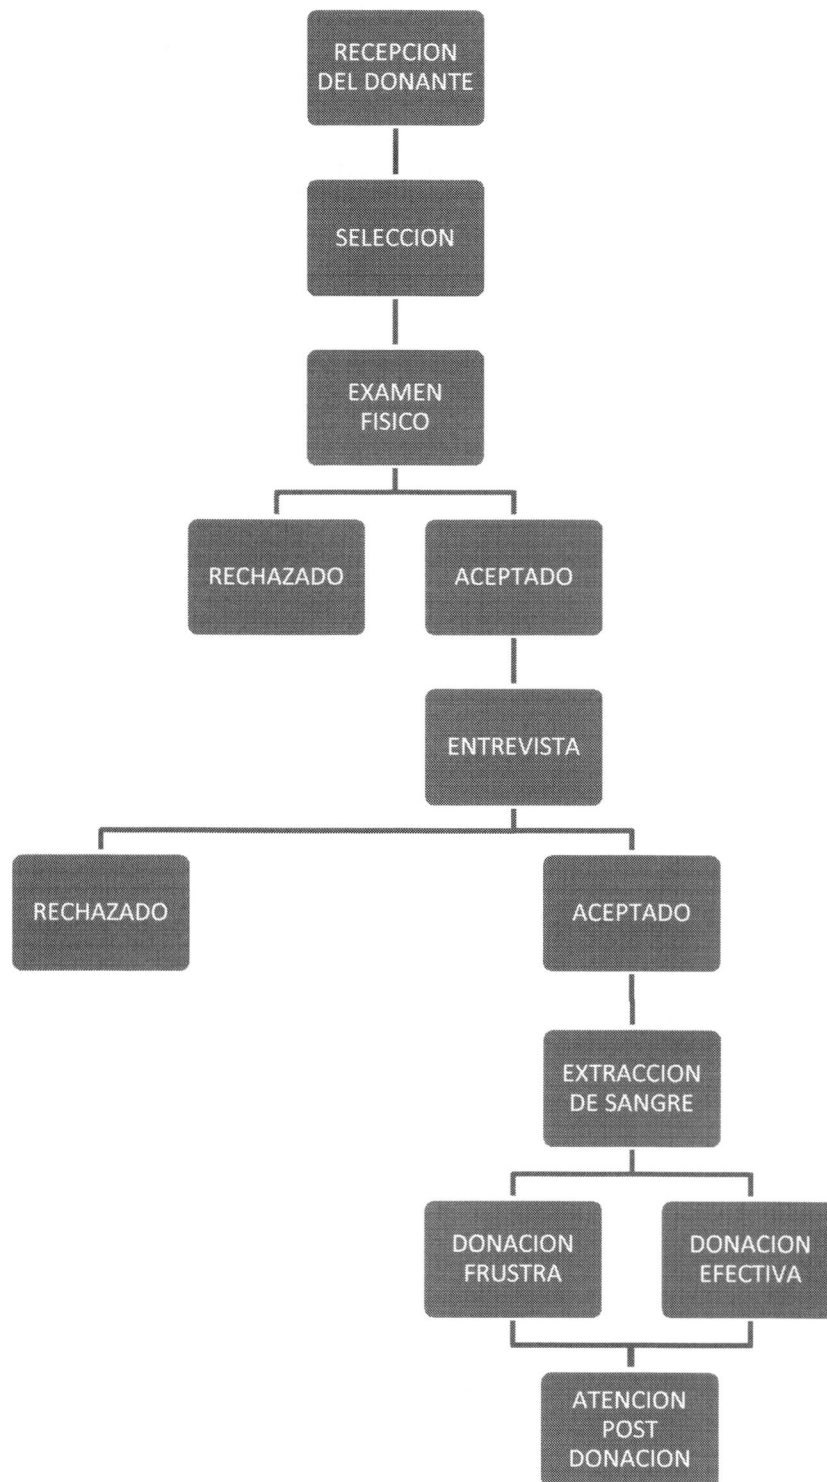 RECEPCION
DEL DONANTE
SELECCION
EXAMEN
FISICO
RECHAZADO
ACEPTADO
ENTREVISTA
RECHAZADO
ACEPTADO
EXTRACCION
DE SANGRE
DONACION
FRUSTRA
DONACION
EFECTIVA
ATENCION
POST
DONACION